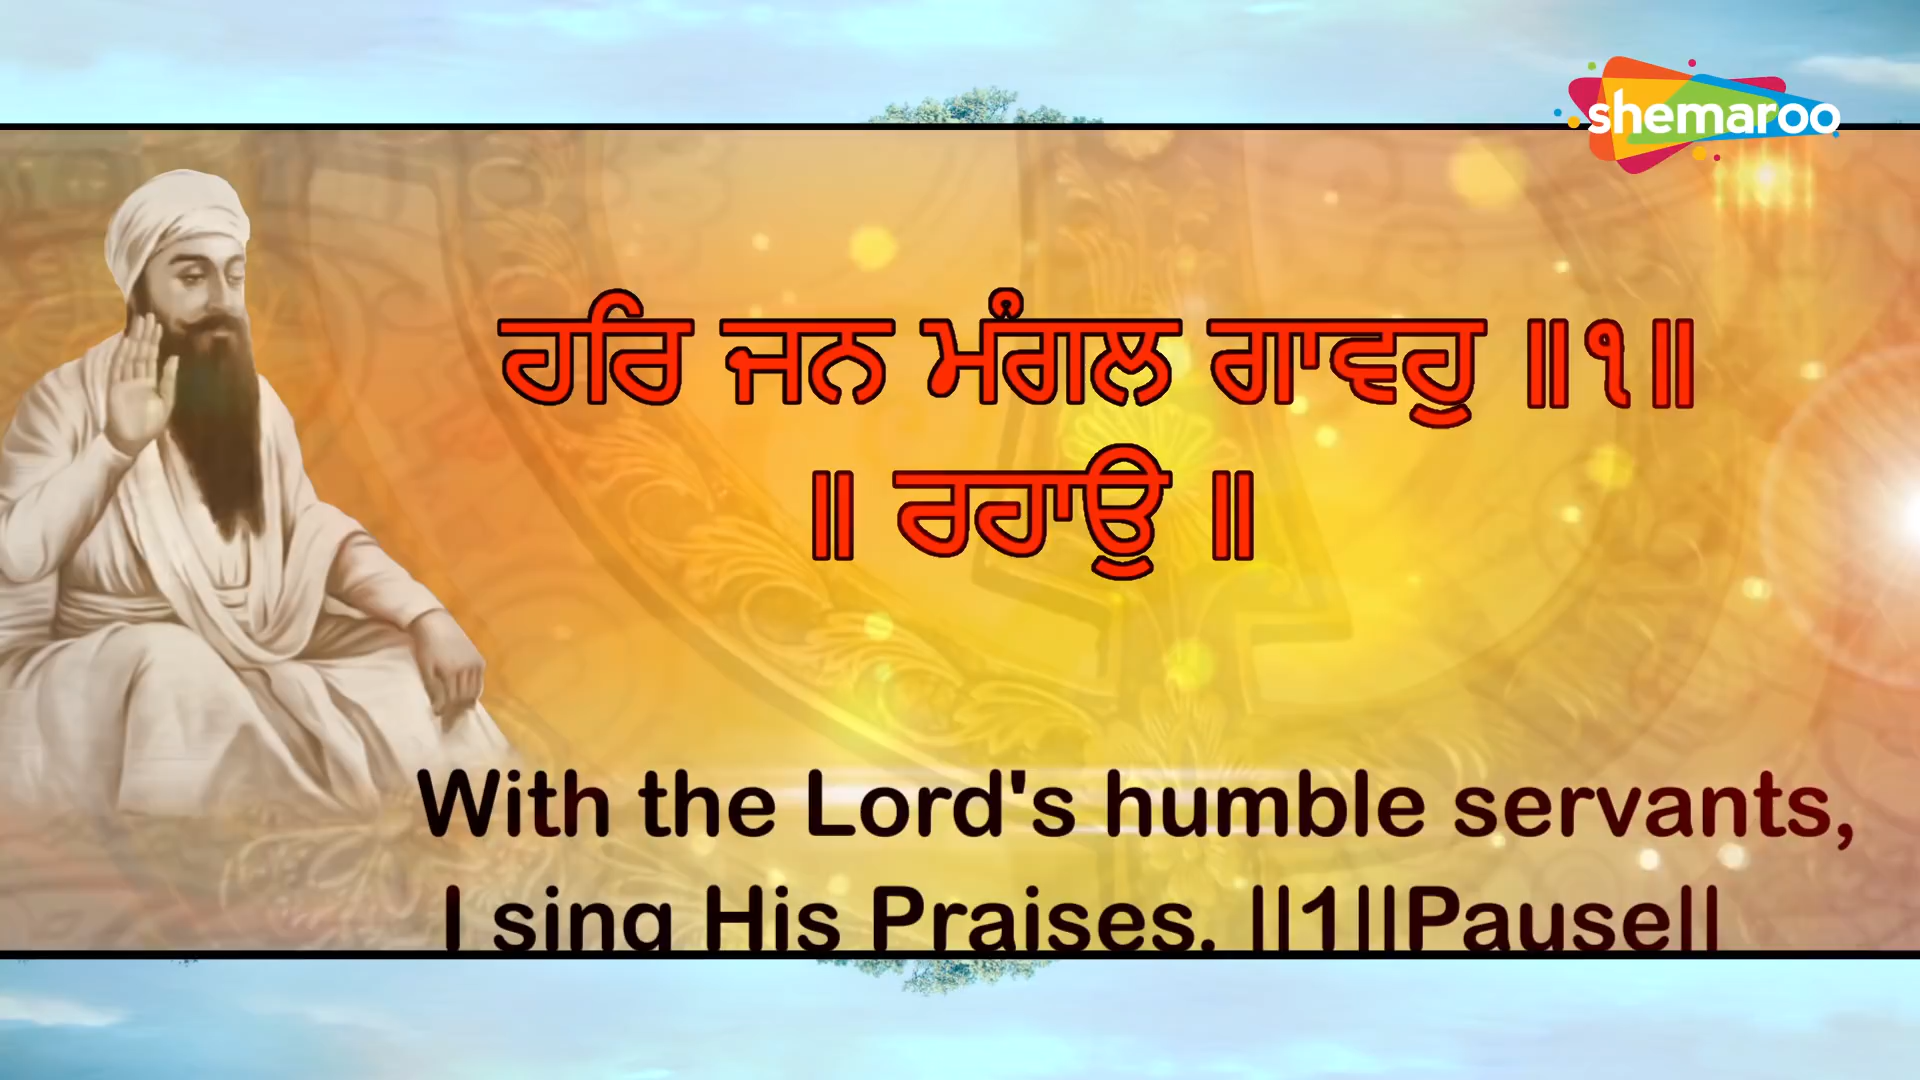 shemaroo
ਹਰਿ ਜਨ ਮੰਗਲ ਗਾਵਹੁ ॥੧॥
॥ ਰਹਾਉ ॥
With the Lord's humble servants,
I sing His Praises. ||1||Pause||